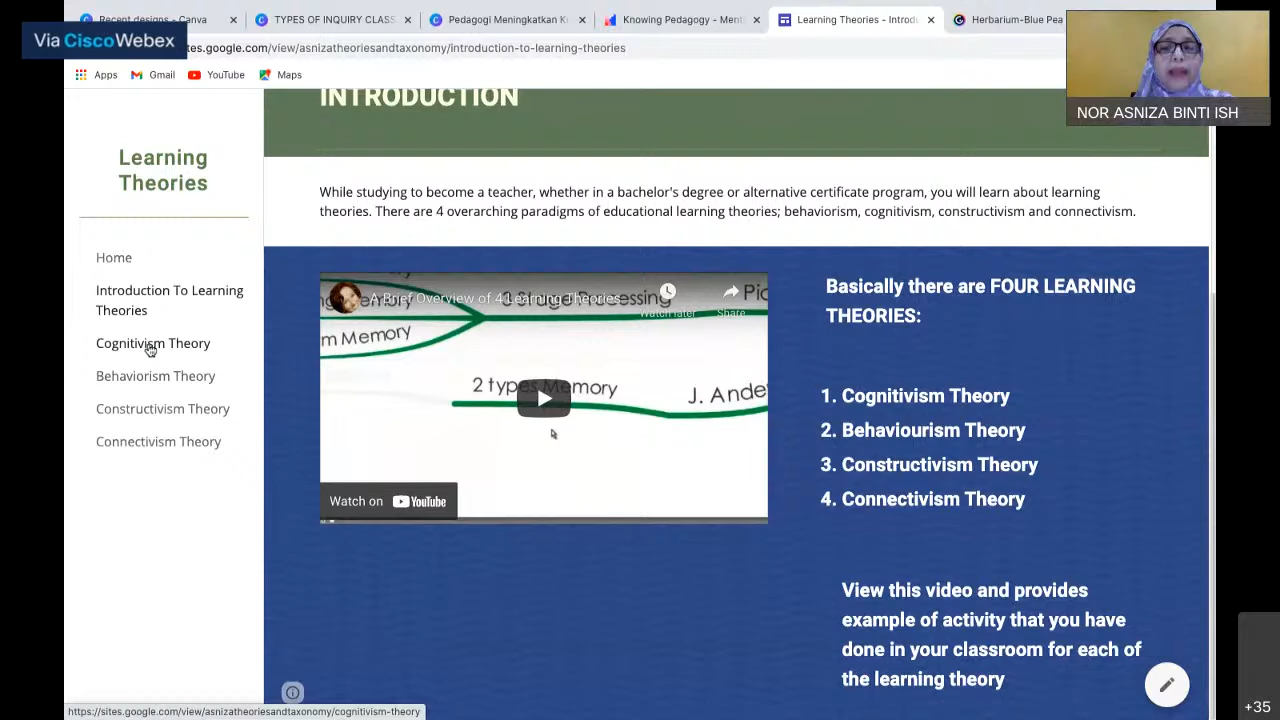 Recent designs - Canva
TYPES OF INQUIRY CLASS
Pedagogi Meningkatkan K
Knowing Pedagogy - Ment
Learning Theories - Introdu
Herbarium-Blue Pea
Via Cisco Webex
tes.google.com/view/asnizatheoriesandtaxonomy/introduction-to-learning-theories
Apps
Gmail
YouTube
Maps
NOR ASNIZA BINTI ISH
INTRODUCTION
Learning
Theories
Home
Introduction To Learning
Theories
Cognitivism Theory
Behaviorism Theory
Constructivism Theory
Connectivism Theory
While studying to become a teacher, whether in a bachelor's degree or alternative certificate program, you will learn about learning
theories. There are 4 overarching paradigms of educational learning theories; behaviorism, cognitivism, constructivism and connectivism.
A Brief Overview of 4 Learning Theories
Stage Processing
Watch later
Share
m Memory
2 types Memory
J. Ande
Watch on YouTube
Basically there are FOUR LEARNING
THEORIES:
1. Cognitivism Theory
2. Behaviourism Theory
3. Constructivism Theory
4. Connectivism Theory
View this video and provides
example of activity that you have
done in your classroom for each of
the learning theory
https://sites.google.com/view/asnizatheoriesandtaxonomy/cognitivism-theory
+35